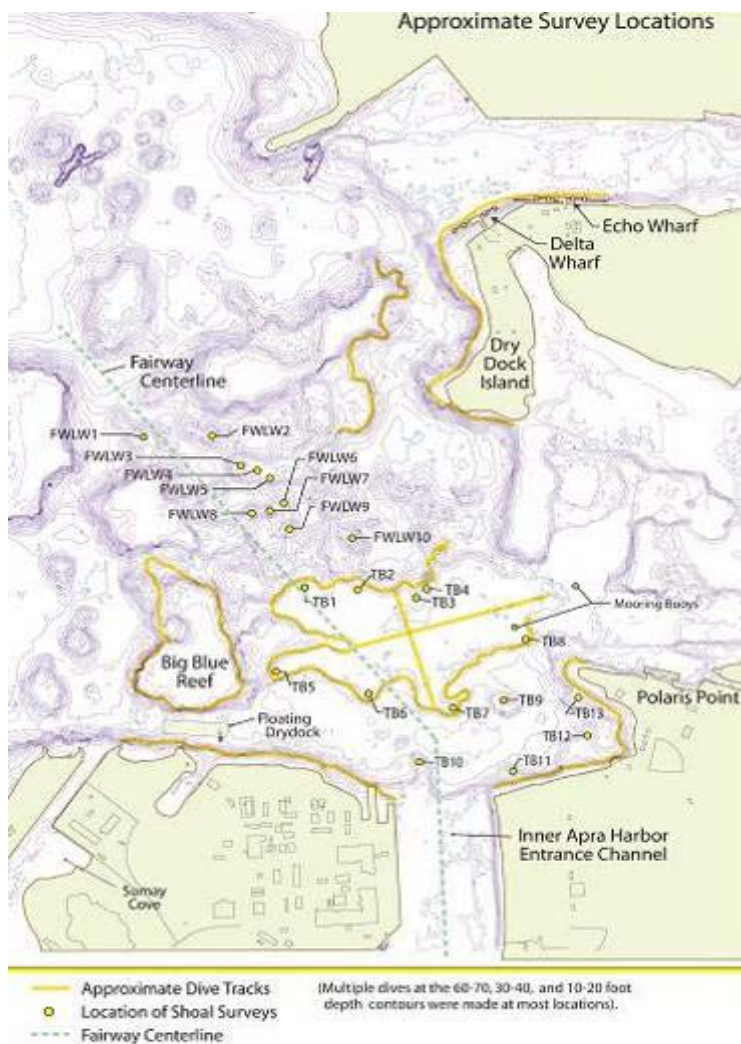 Approximate Survey Locations
Echo Wharf
Delta
Wharf
Dry
Dock
Island
Fairway
Centerline
FWLW1
FWLW2
FWLW3
FWLW4
FWLW5
FWLW6
FWLW7
FWLW8
FWLW9
FWLW10
TB1
TB2
TB3
TB4
Mooring Buoys
TB8
Big Blue
Reef
TB5
TB6
TB7
TB9
Polaris Point
TB13
Floating
Drydock
TB12
TB10
TB11
Inner Apra Harbor
Entrance Channel
Sumay
Cove
Approximate Dive Tracks
Location of Shoal Surveys
Fairway Centerline
(Multiple dives at the 60-70, 30-40, and 10-20 foot
depth contours were made at most locations).